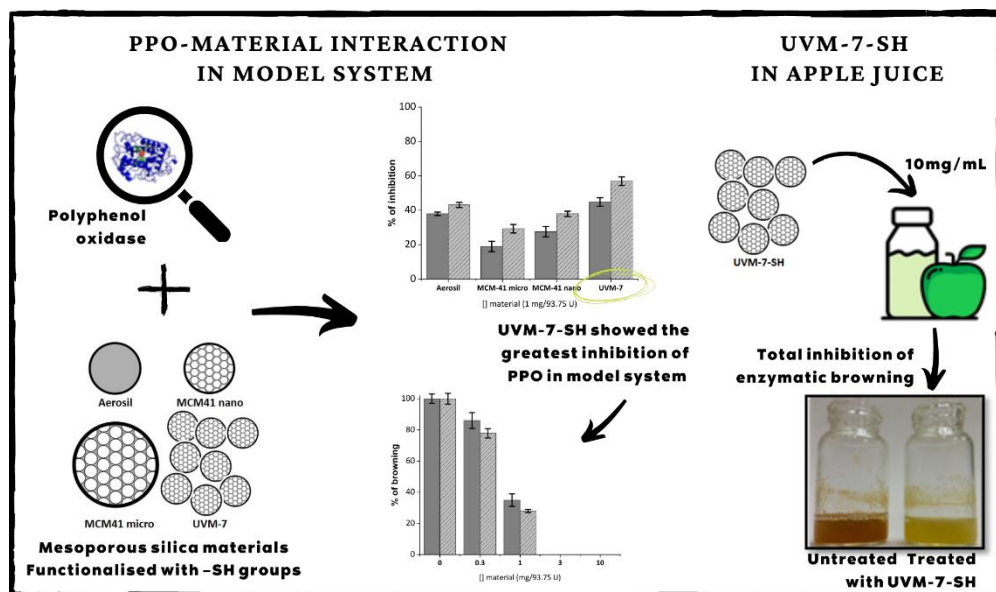 PPO-MATERIAL INTERACTION
IN MODEL SYSTEM
Polyphenol
oxidase
Aerosil
MCM41 nano
MCM41 micro
UVM-7
Mesoporous silica materials
Functionalised with –SH groups
% of inhibition
100
80
60
40
20
0
Aerosil MCM-41 micro MCM-41 nano UVM-7
[] material (1 mg/93.75 U)
UVM-7-SH showed the
greatest inhibition of
PPO in model system
% of browning
100
80
60
40
20
0
0 0.3 1 3 10
[] material (mg/93.75 U)
UVM-7-SH
IN APPLE JUICE
10mg/mL
UVM-7-SH
Total inhibition of
enzymatic browning
Untreated Treated
with UVM-7-SH